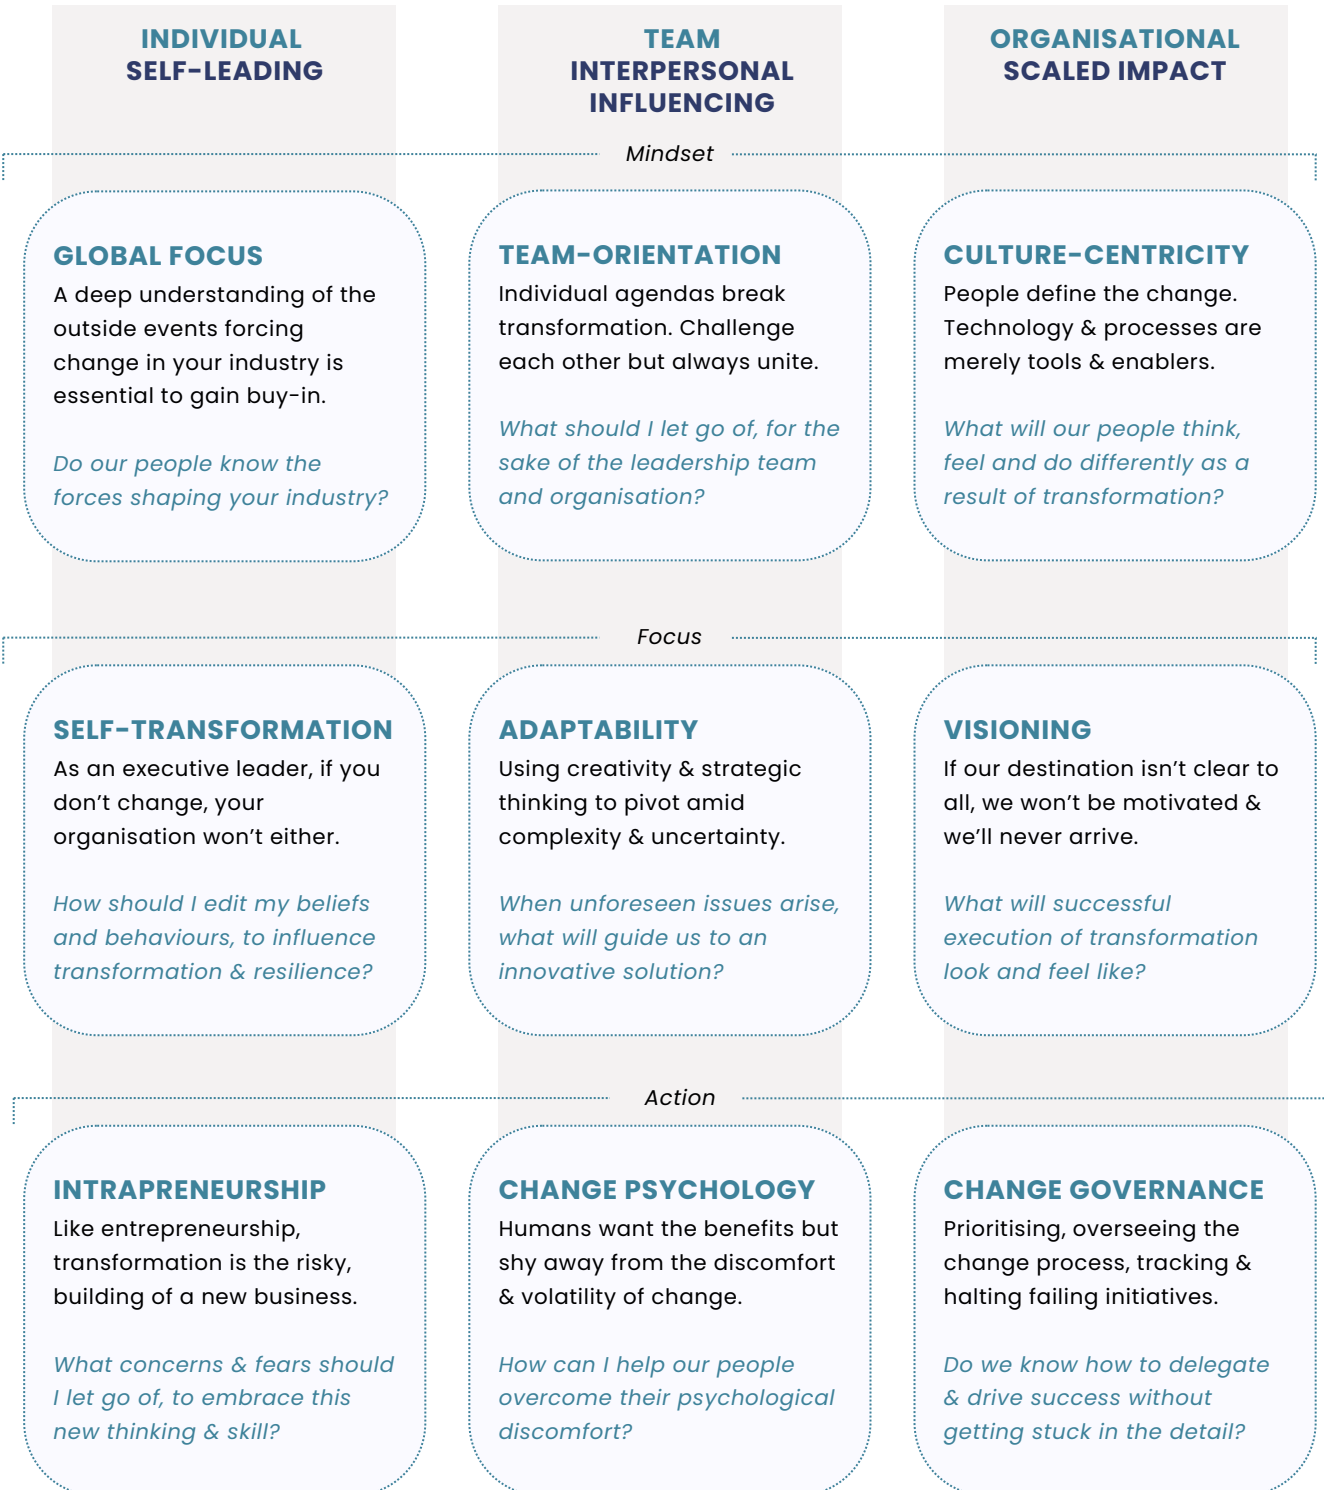 INDIVIDUAL
SELF-LEADING
TEAM
INTERPERSONAL
INFLUENCING
ORGANISATIONAL
SCALED IMPACT
Mindset
GLOBAL FOCUS
A deep understanding of the
outside events forcing
change in your industry is
essential to gain buy-in.
Do our people know the
forces shaping your industry?
TEAM-ORIENTATION
Individual agendas break
transformation. Challenge
each other but always unite.
What should I let go of, for the
sake of the leadership team
and organisation?
CULTURE-CENTRICITY
People define the change.
Technology & processes are
merely tools & enablers.
What will our people think,
feel and do differently as a
result of transformation?
Focus
SELF-TRANSFORMATION
As an executive leader, if you
don’t change, your
organisation won’t either.
How should I edit my beliefs
and behaviours, to influence
transformation & resilience?
ADAPTABILITY
Using creativity & strategic
thinking to pivot amid
complexity & uncertainty.
When unforeseen issues arise,
what will guide us to an
innovative solution?
VISIONING
If our destination isn’t clear to
all, we won’t be motivated &
we’ll never arrive.
What will successful
execution of transformation
look and feel like?
Action
INTRAPRENEURSHIP
Like entrepreneurship,
transformation is the risky,
building of a new business.
What concerns & fears should
I let go of, to embrace this
new thinking & skill?
CHANGE PSYCHOLOGY
Humans want the benefits but
shy away from the discomfort
& volatility of change.
How can I help our people
overcome their psychological
discomfort?
CHANGE GOVERNANCE
Prioritising, overseeing the
change process, tracking &
halting failing initiatives.
Do we know how to delegate
& drive success without
getting stuck in the detail?